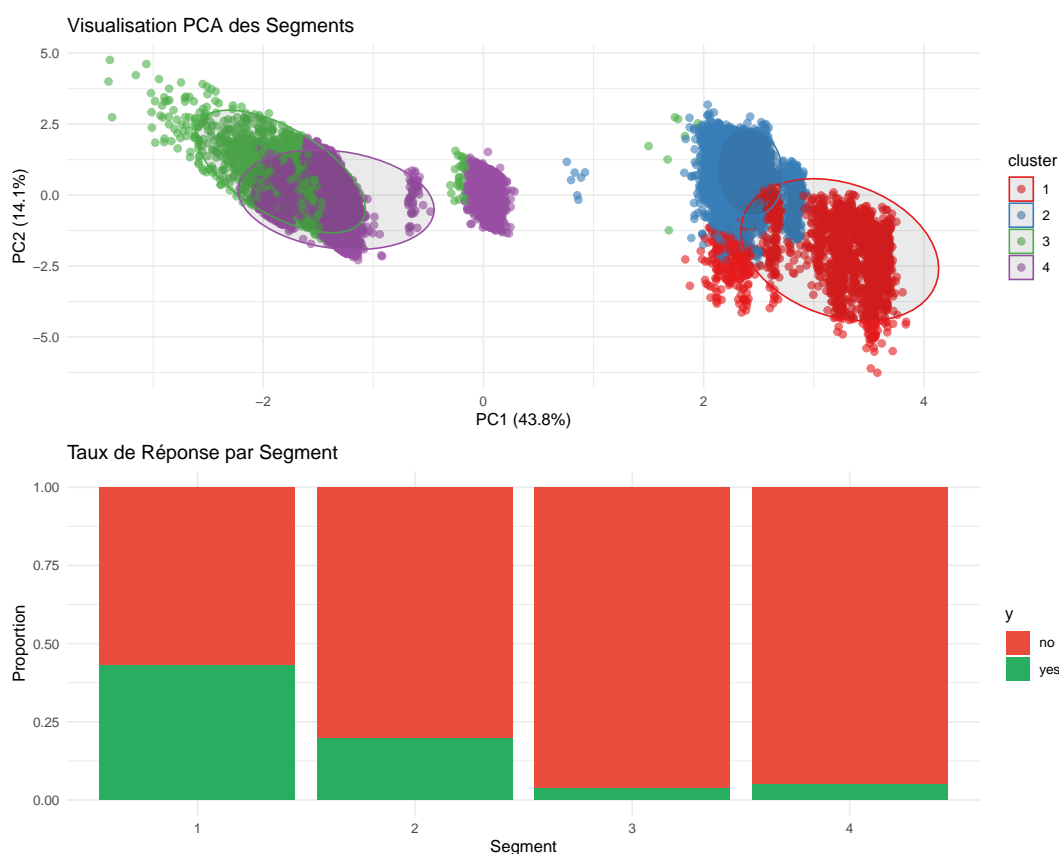 Visualisation PCA des Segments
5.0
2.5
0.0
−2.5
−5.0
PC2 (14.1%)
−2
0
2
4
PC1 (43.8%)
cluster
1
2
3
4
Taux de Réponse par Segment
1.00
0.75
0.50
0.25
0.00
Proportion
1
2
3
4
Segment
y
no
yes